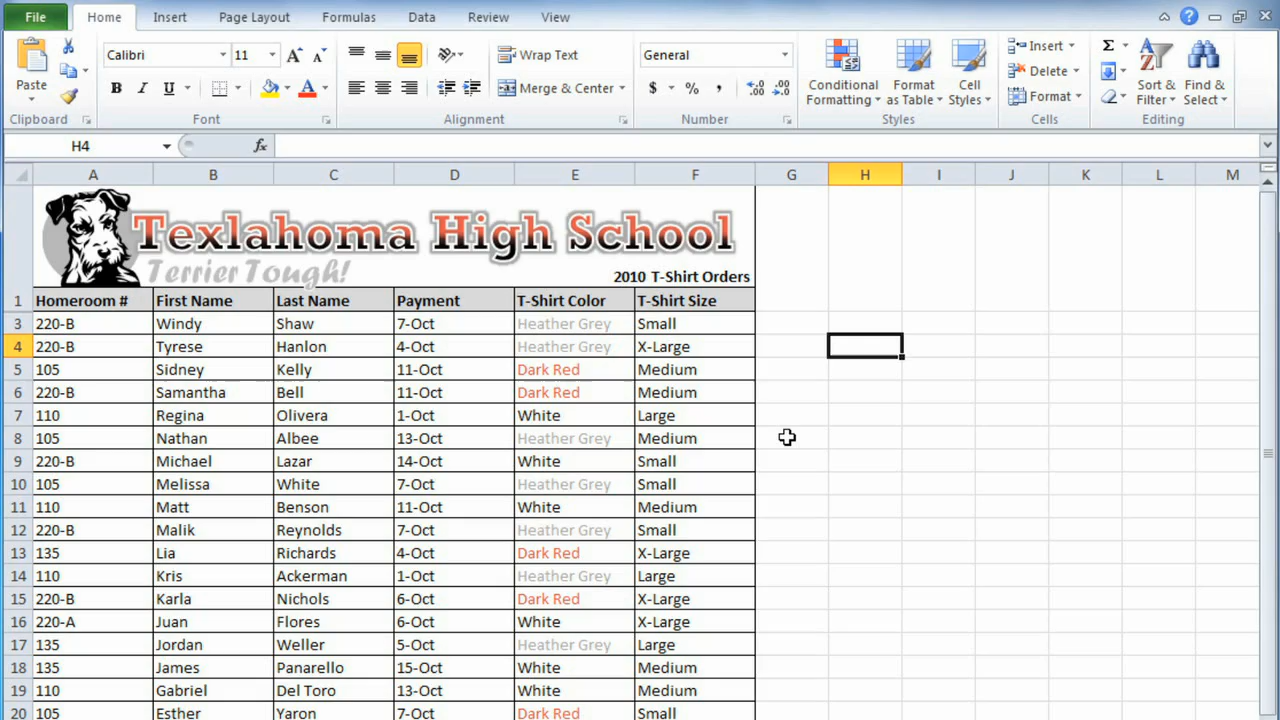 File Home Insert Page Layout Formulas Data Review View
Calibri 11 Wrap Text General Insert
Paste B I U Merge & Center $ % , Conditional Formatting Format as Table Cell Styles Delete Format Σ Sort & Filter Find & Select
Clipboard Font Alignment Number Styles Cells Editing
H4 fx
A B C D E F G H I J K L M
Texlahoma High School
Terrier Tough!
2010 T-Shirt Orders
1 Homeroom # First Name Last Name Payment T-Shirt Color T-Shirt Size
3 220-B Windy Shaw 7-Oct Heather Grey Small
4 220-B Tyrese Hanlon 4-Oct Heather Grey X-Large
5 105 Sidney Kelly 11-Oct Dark Red Medium
6 220-B Samantha Bell 11-Oct Dark Red Medium
7 110 Regina Olivera 1-Oct White Large
8 105 Nathan Albee 13-Oct Heather Grey Medium
9 220-B Michael Lazar 14-Oct White Small
10 105 Melissa White 7-Oct Heather Grey Small
11 110 Matt Benson 11-Oct White Medium
12 220-B Malik Reynolds 7-Oct Heather Grey Small
13 135 Lia Richards 4-Oct Dark Red X-Large
14 110 Kris Ackerman 1-Oct Heather Grey Large
15 220-B Karla Nichols 6-Oct Dark Red X-Large
16 220-A Juan Flores 6-Oct White X-Large
17 135 Jordan Weller 5-Oct Heather Grey Large
18 135 James Panarello 15-Oct White Medium
19 110 Gabriel Del Toro 13-Oct White Medium
20 105 Esther Yaron 7-Oct Dark Red Small